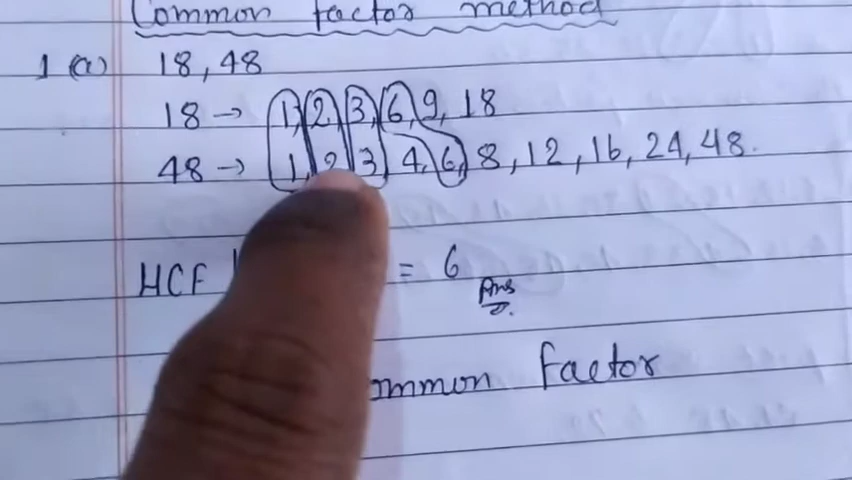 Common factor method
1 (a) 18, 48
18 → 1, 2, 3, 6, 9, 18
48 → 1, 2, 3, 4, 6, 8, 12, 16, 24, 48.
HCF = 6 Ans
ommon factor